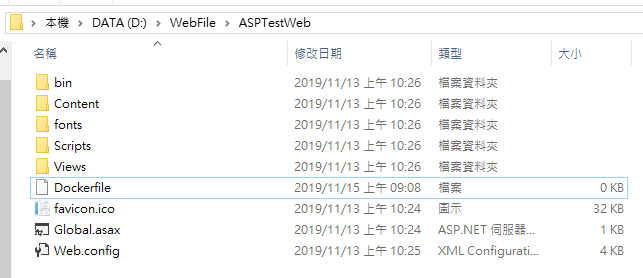 本機 > DATA (D:) > WebFile > ASPTestWeb
名稱 修改日期 類型 大小
bin 2019/11/13 上午 10:26 檔案資料夾
Content 2019/11/13 上午 10:26 檔案資料夾
fonts 2019/11/13 上午 10:26 檔案資料夾
Scripts 2019/11/13 上午 10:26 檔案資料夾
Views 2019/11/13 上午 10:26 檔案資料夾
Dockerfile 2019/11/15 上午 09:08 檔案 0 KB
favicon.ico 2019/11/13 上午 10:24 圖示 32 KB
Global.asax 2019/11/13 上午 10:24 ASP.NET 伺服器... 1 KB
Web.config 2019/11/13 上午 10:25 XML Configurati... 4 KB